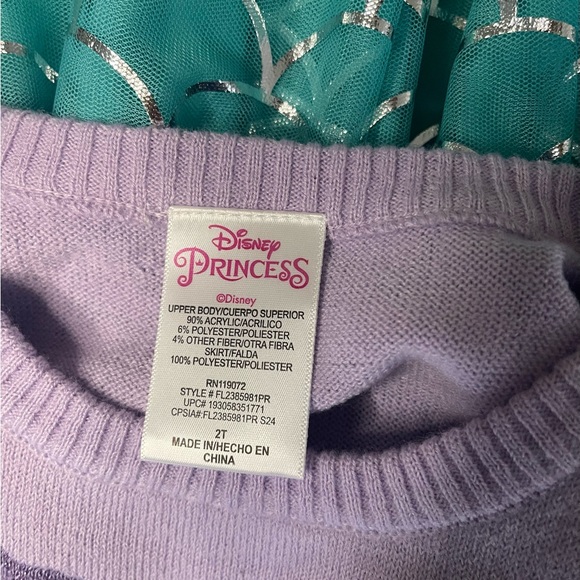 Disney
PRINCESS
©Disney
UPPER BODY/CUERPO SUPERIOR
90% ACRYLIC/ACRILICO
6% POLYESTER/POLIESTER
4% OTHER FIBER/OTRA FIBRA
SKIRT/FALDA
100% POLYESTER/POLIESTER
RN119072
STYLE # FL2385981PR
UPC# 193058351771
CPSIA#:FL2385981PR S24
2T
MADE IN/HECHO EN
CHINA